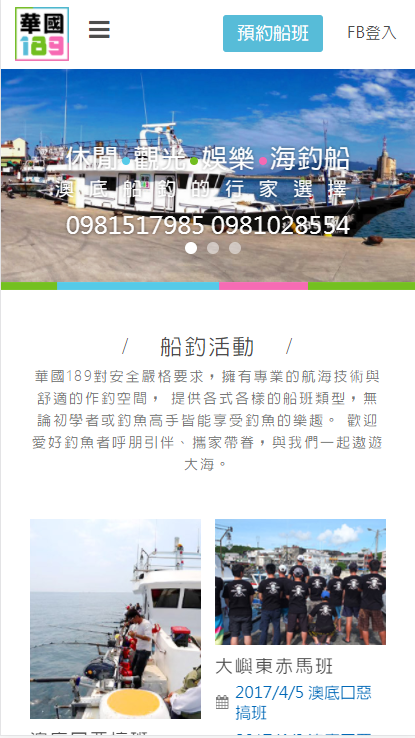 華國
189
預約船班
FB登入
休閒 觀光 娛樂 海釣船
澳底船釣的行家選擇
0981517985 0981028554
/ 船釣活動 /
華國189對安全嚴格要求，擁有專業的航海技術與
舒適的作釣空間， 提供各式各樣的船班類型，無
論初學者或釣魚高手皆能享受釣魚的樂趣。 歡迎
愛好釣魚者呼朋引伴、攜家帶眷，與我們一起遨遊
大海。
大嶼東赤馬班
2017/4/5 澳底囗惡
搞班